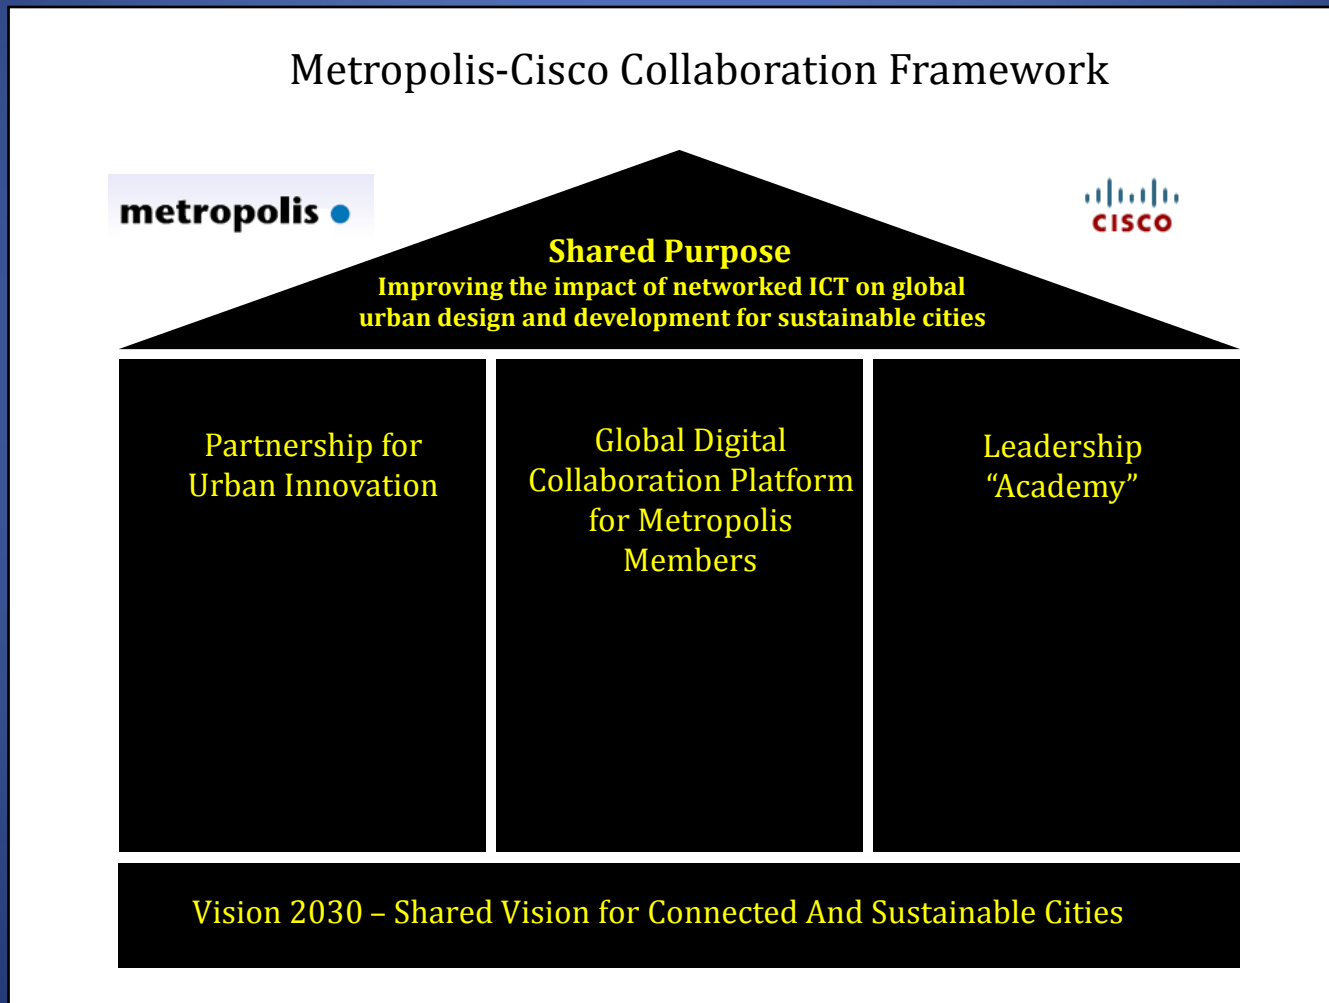 Metropolis-Cisco Collaboration Framework
metropolis
CISCO
Shared Purpose
Improving the impact of networked ICT on global
urban design and development for sustainable cities
Partnership for
Urban Innovation
Global Digital
Collaboration Platform
for Metropolis
Members
Leadership
“Academy”
Vision 2030 – Shared Vision for Connected And Sustainable Cities